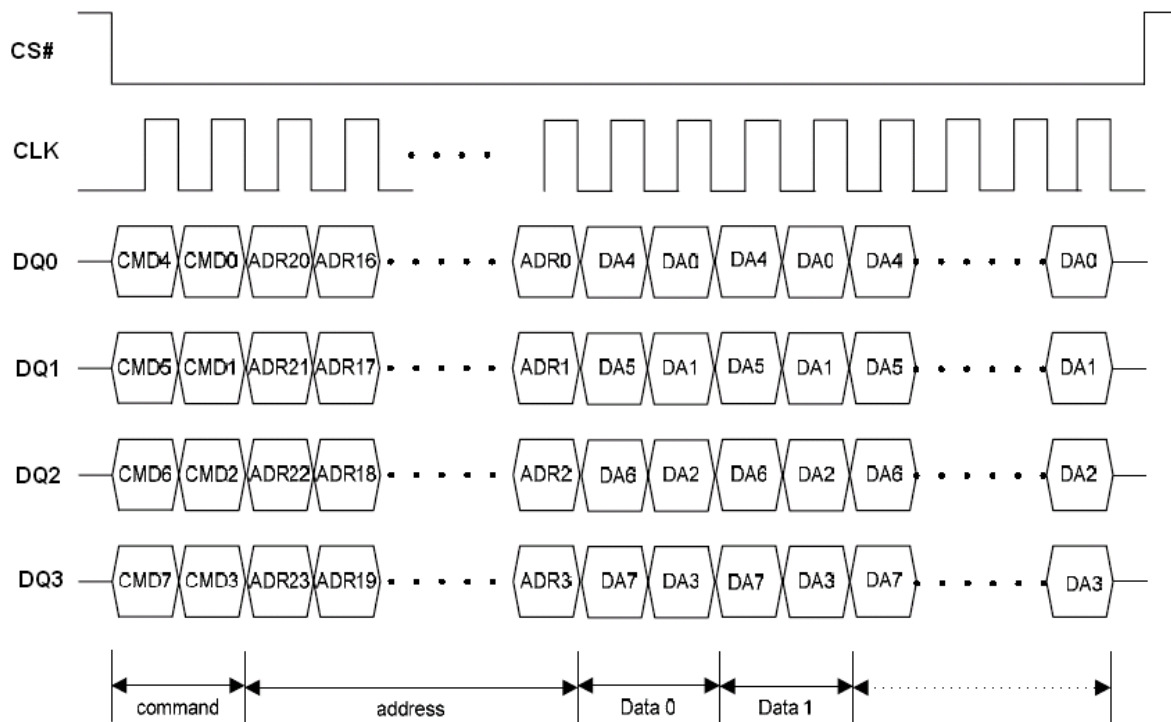 CS#
CLK
DQ0 CMD4 CMD0 ADR20 ADR16 ADR0 DA4 DA0 DA4 DA0 DA4 DA0
DQ1 CMD5 CMD1 ADR21 ADR17 ADR1 DA5 DA1 DA5 DA1 DA5 DA1
DQ2 CMD6 CMD2 ADR22 ADR18 ADR2 DA6 DA2 DA6 DA2 DA6 DA2
DQ3 CMD7 CMD3 ADR23 ADR19 ADR3 DA7 DA3 DA7 DA3 DA7 DA3
command address Data 0 Data 1